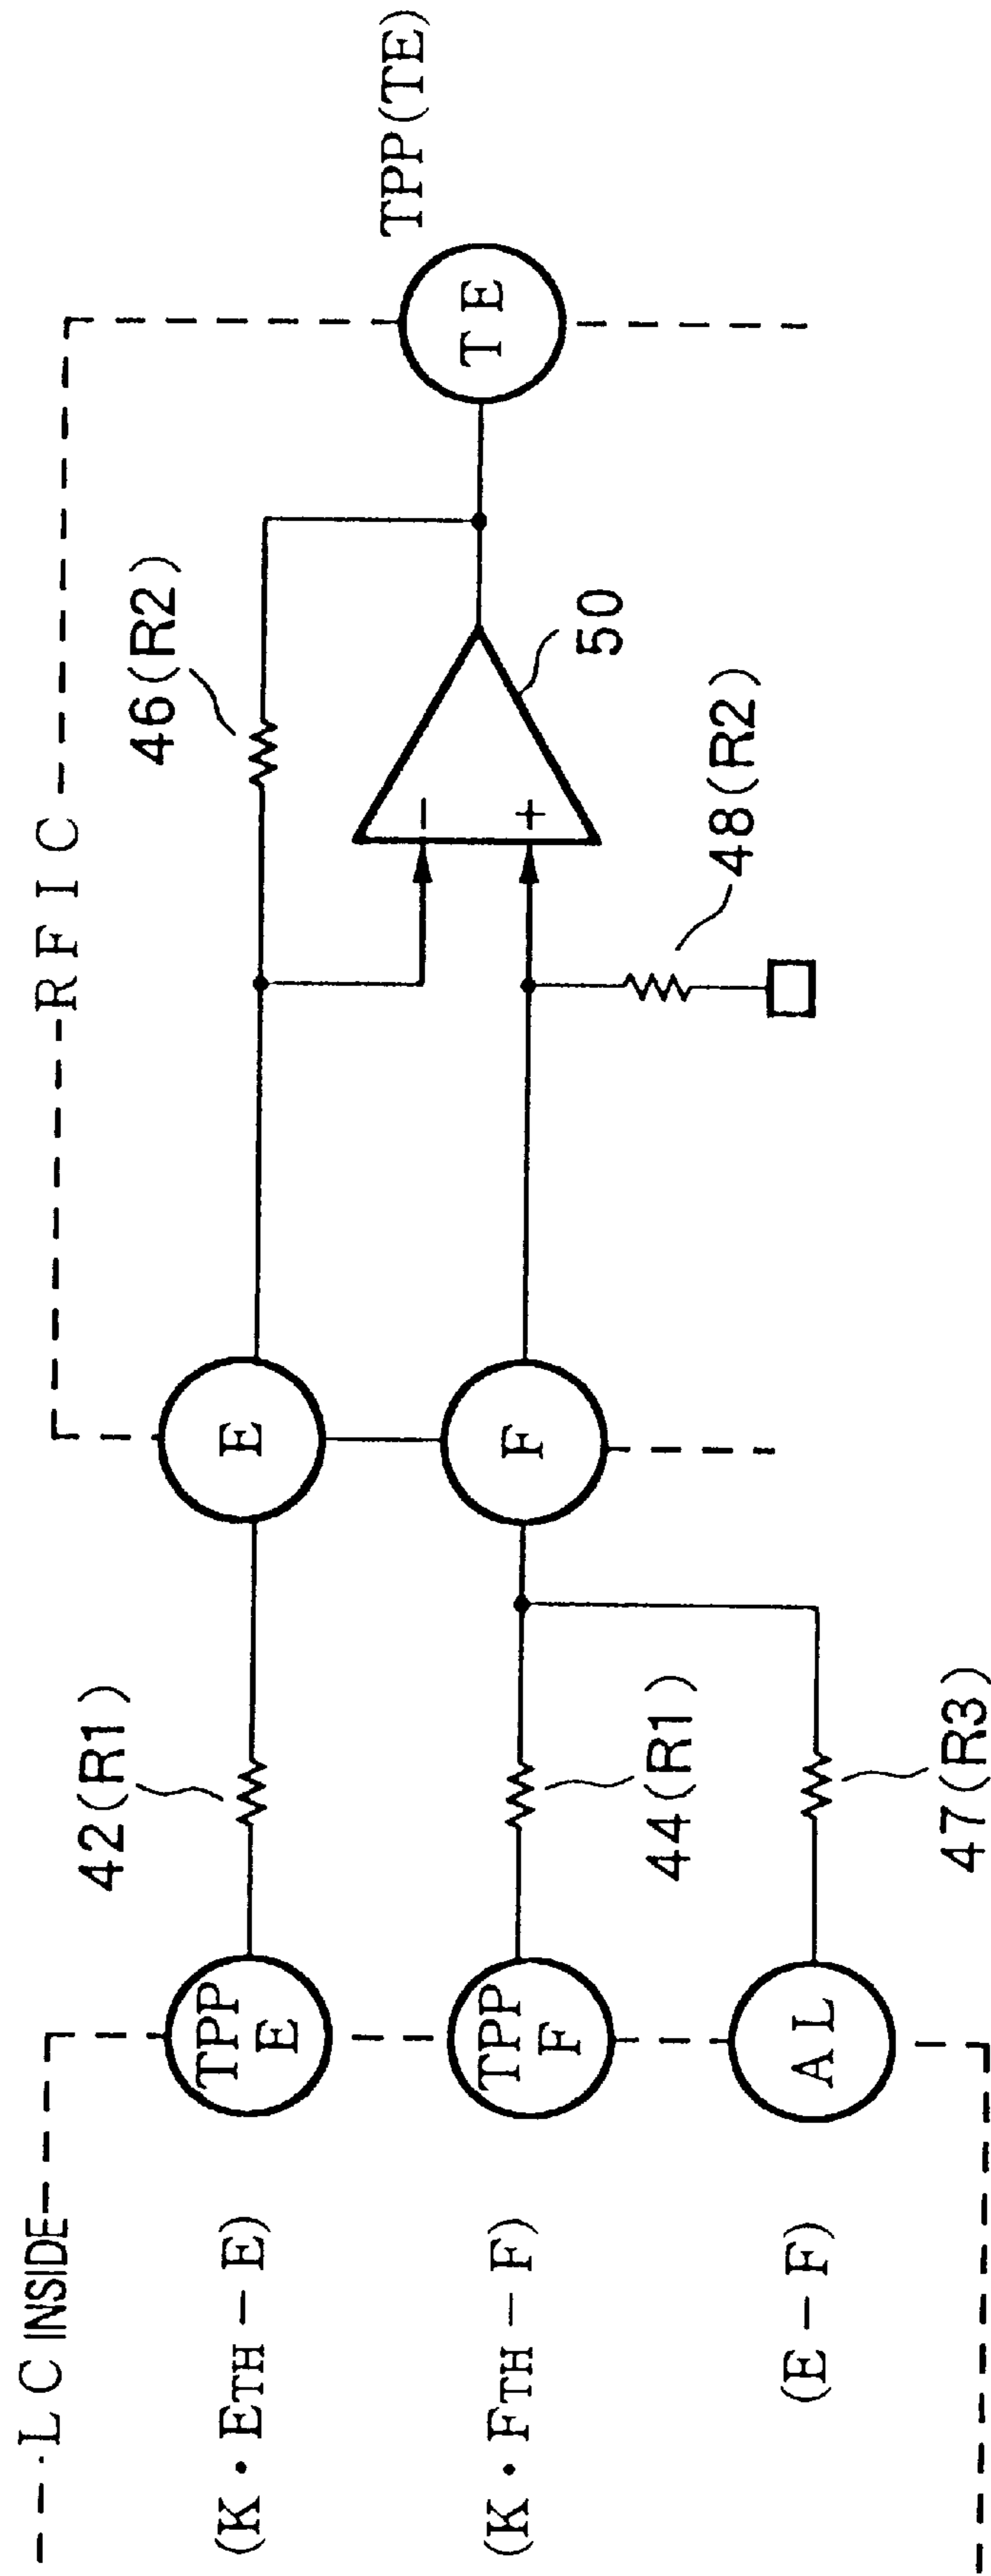 LC INSIDE
RFIC
(K・ETH－E)
TPP
E
42(R1)
E
46(R2)
(K・FTH－F)
TPP
F
44(R1)
F
－
+
50
TE
TPP(TE)
48(R2)
(E－F)
AL
47(R3)